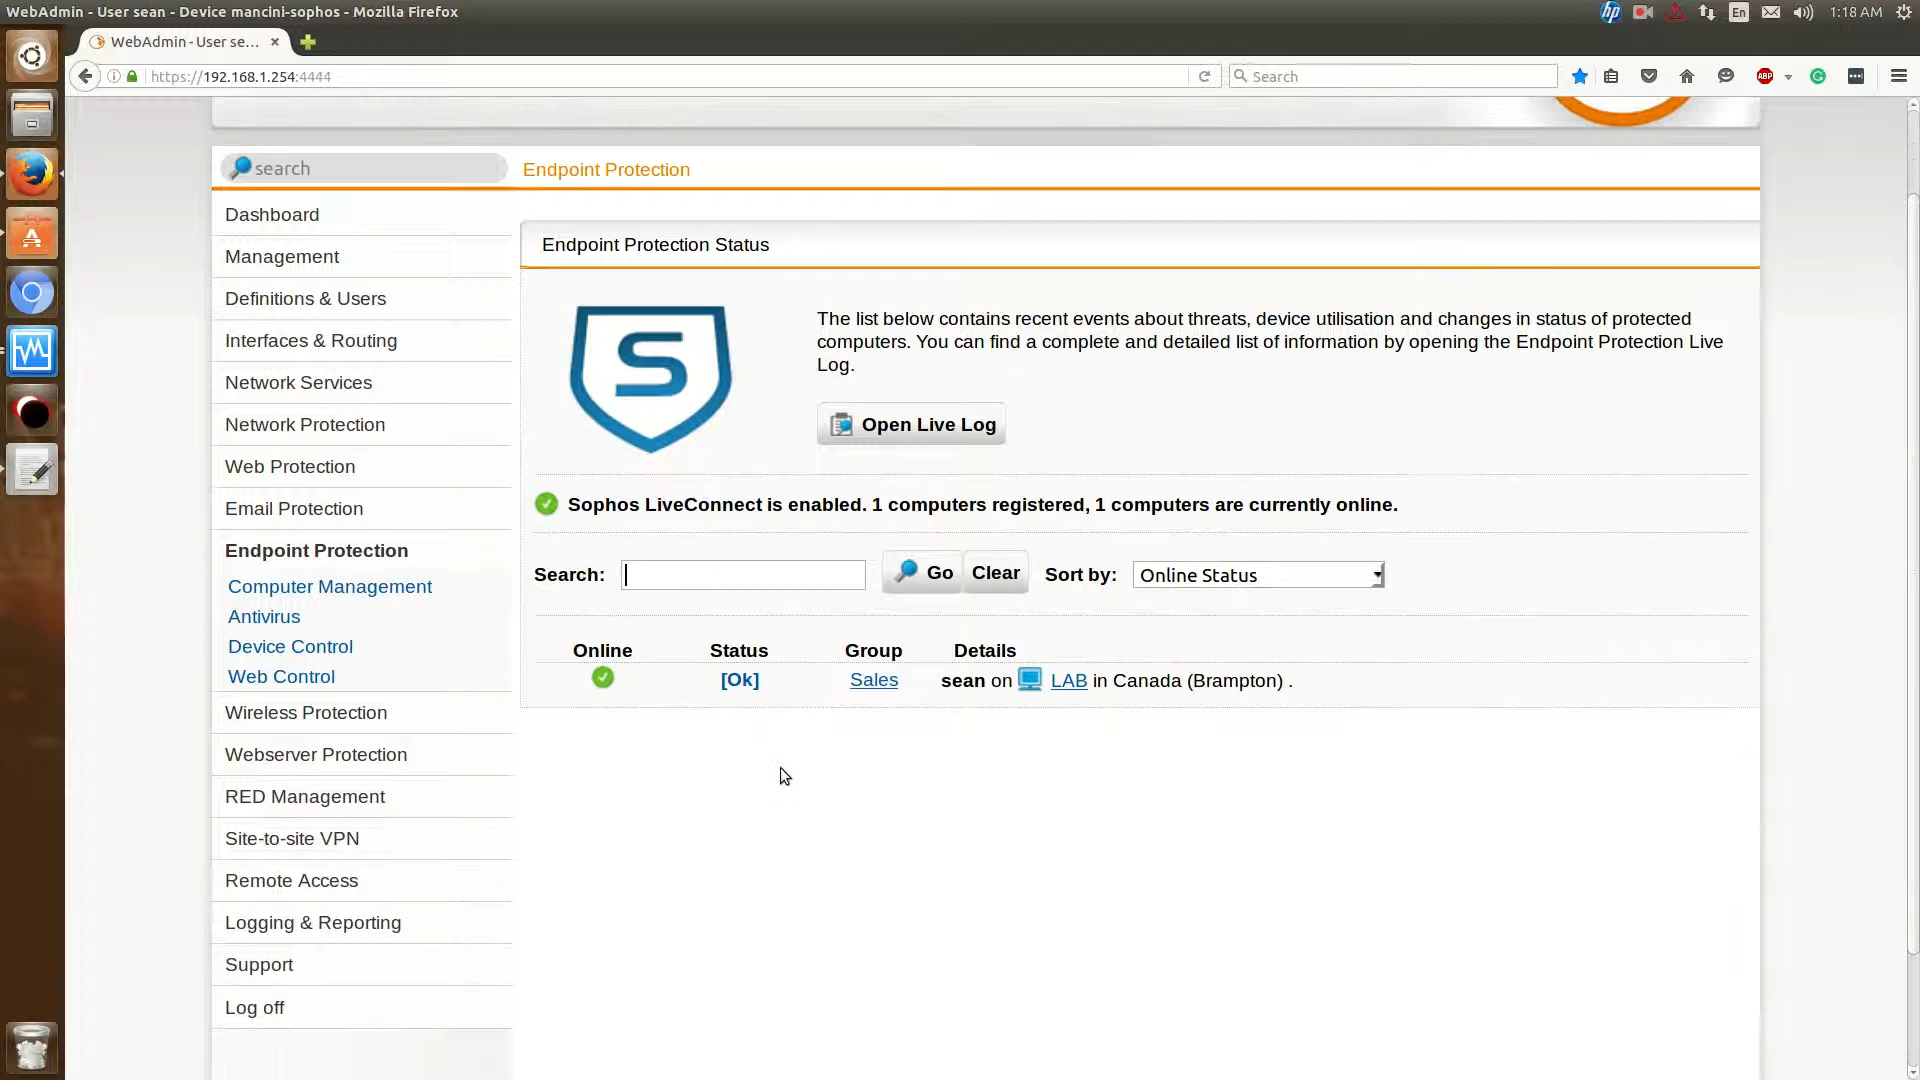 WebAdmin - User sean - Device mancini-sophos - Mozilla Firefox
En
1:18 AM
WebAdmin - User se...
https://192.168.1.254:4444
Search
ABP
search
Endpoint Protection
Dashboard
Management
Definitions & Users
Interfaces & Routing
Network Services
Network Protection
Web Protection
Email Protection
Endpoint Protection
Computer Management
Antivirus
Device Control
Web Control
Wireless Protection
Webserver Protection
RED Management
Site-to-site VPN
Remote Access
Logging & Reporting
Support
Log off
Endpoint Protection Status
S
The list below contains recent events about threats, device utilisation and changes in status of protected
computers. You can find a complete and detailed list of information by opening the Endpoint Protection Live
Log.
Open Live Log
Sophos LiveConnect is enabled. 1 computers registered, 1 computers are currently online.
Search: Go Clear Sort by: Online Status
Online Status Group Details
[Ok] Sales sean on LAB in Canada (Brampton) .